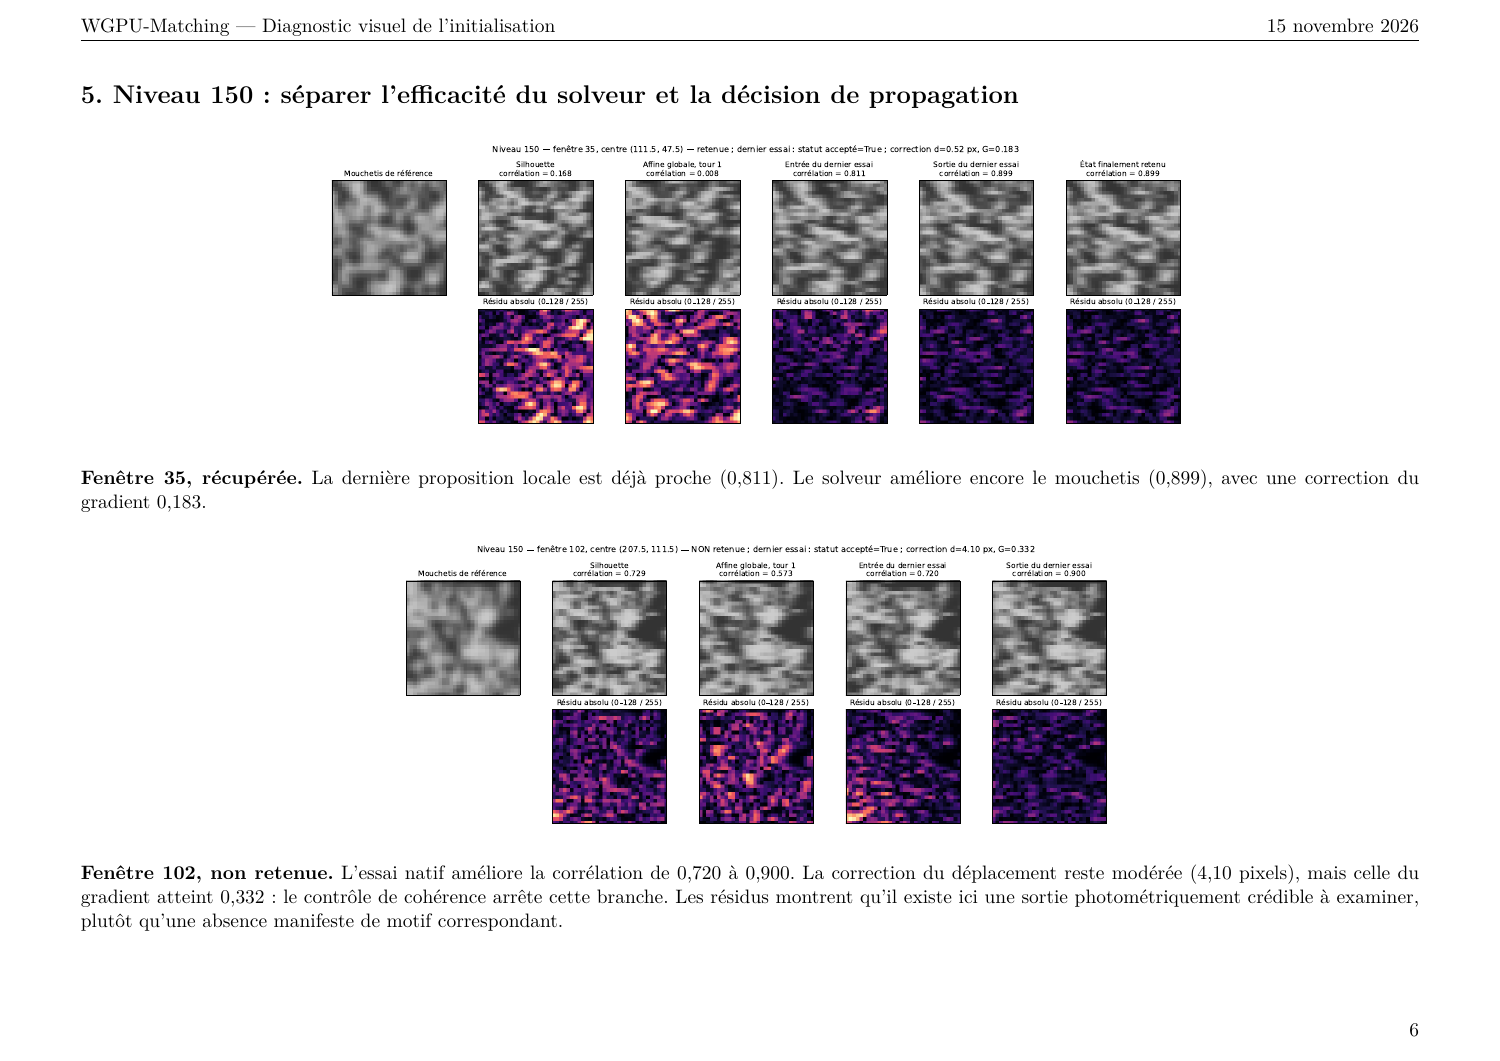 WGPU-Matching — Diagnostic visuel de l'initialisation
15 novembre 2026
5. Niveau 150 : séparer l'efficacité du solveur et la décision de propagation
Niveau 150 — fenêtre 35, centre (111.5, 47.5) — retenue ; dernier essai : statut accepté=True ; correction d=0.52 px, G=0.183
Mouchetis de référence
Silhouette
corrélation = 0.168
Affine globale, tour 1
corrélation = 0.008
Entrée du dernier essai
corrélation = 0.811
Sortie du dernier essai
corrélation = 0.899
État finalement retenu
corrélation = 0.899
Résidu absolu (0–128 / 255)
Résidu absolu (0–128 / 255)
Résidu absolu (0–128 / 255)
Résidu absolu (0–128 / 255)
Résidu absolu (0–128 / 255)
Fenêtre 35, récupérée. La dernière proposition locale est déjà proche (0,811). Le solveur améliore encore le mouchetis (0,899), avec une correction du
gradient 0,183.
Niveau 150 — fenêtre 102, centre (207.5, 111.5) — NON retenue ; dernier essai : statut accepté=True ; correction d=4.10 px, G=0.332
Mouchetis de référence
Silhouette
corrélation = 0.729
Affine globale, tour 1
corrélation = 0.573
Entrée du dernier essai
corrélation = 0.720
Sortie du dernier essai
corrélation = 0.900
Résidu absolu (0–128 / 255)
Résidu absolu (0–128 / 255)
Résidu absolu (0–128 / 255)
Résidu absolu (0–128 / 255)
Fenêtre 102, non retenue. L'essai natif améliore la corrélation de 0,720 à 0,900. La correction du déplacement reste modérée (4,10 pixels), mais celle du
gradient atteint 0,332 : le contrôle de cohérence arrête cette branche. Les résidus montrent qu'il existe ici une sortie photométriquement crédible à examiner,
plutôt qu'une absence manifeste de motif correspondant.
6